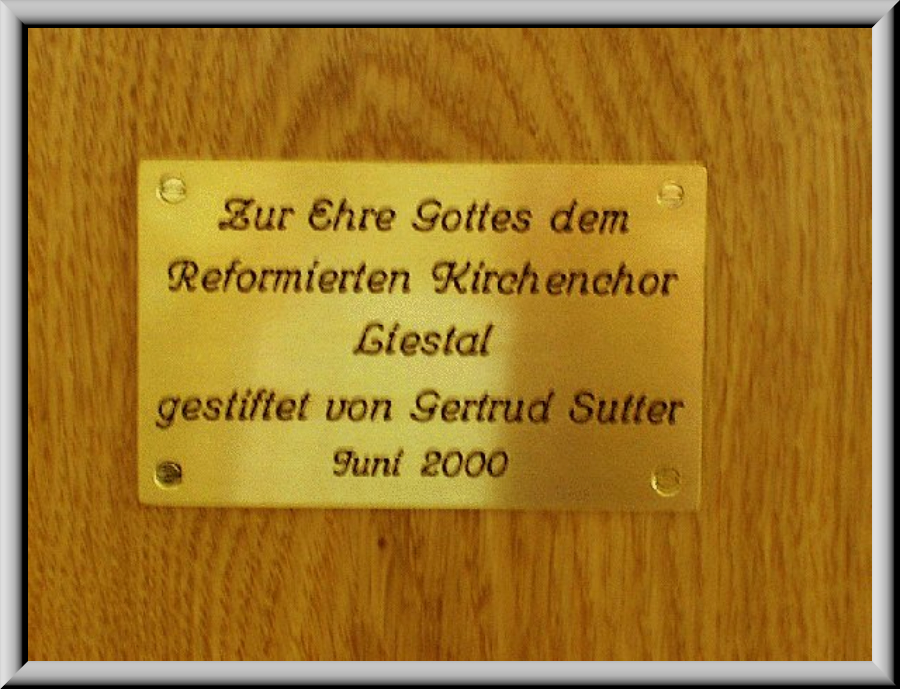 Zur Ehre Gottes dem
Reformierten Kirchenchor
Liestal
gestiftet von Gertrud Sutter
Juni 2000